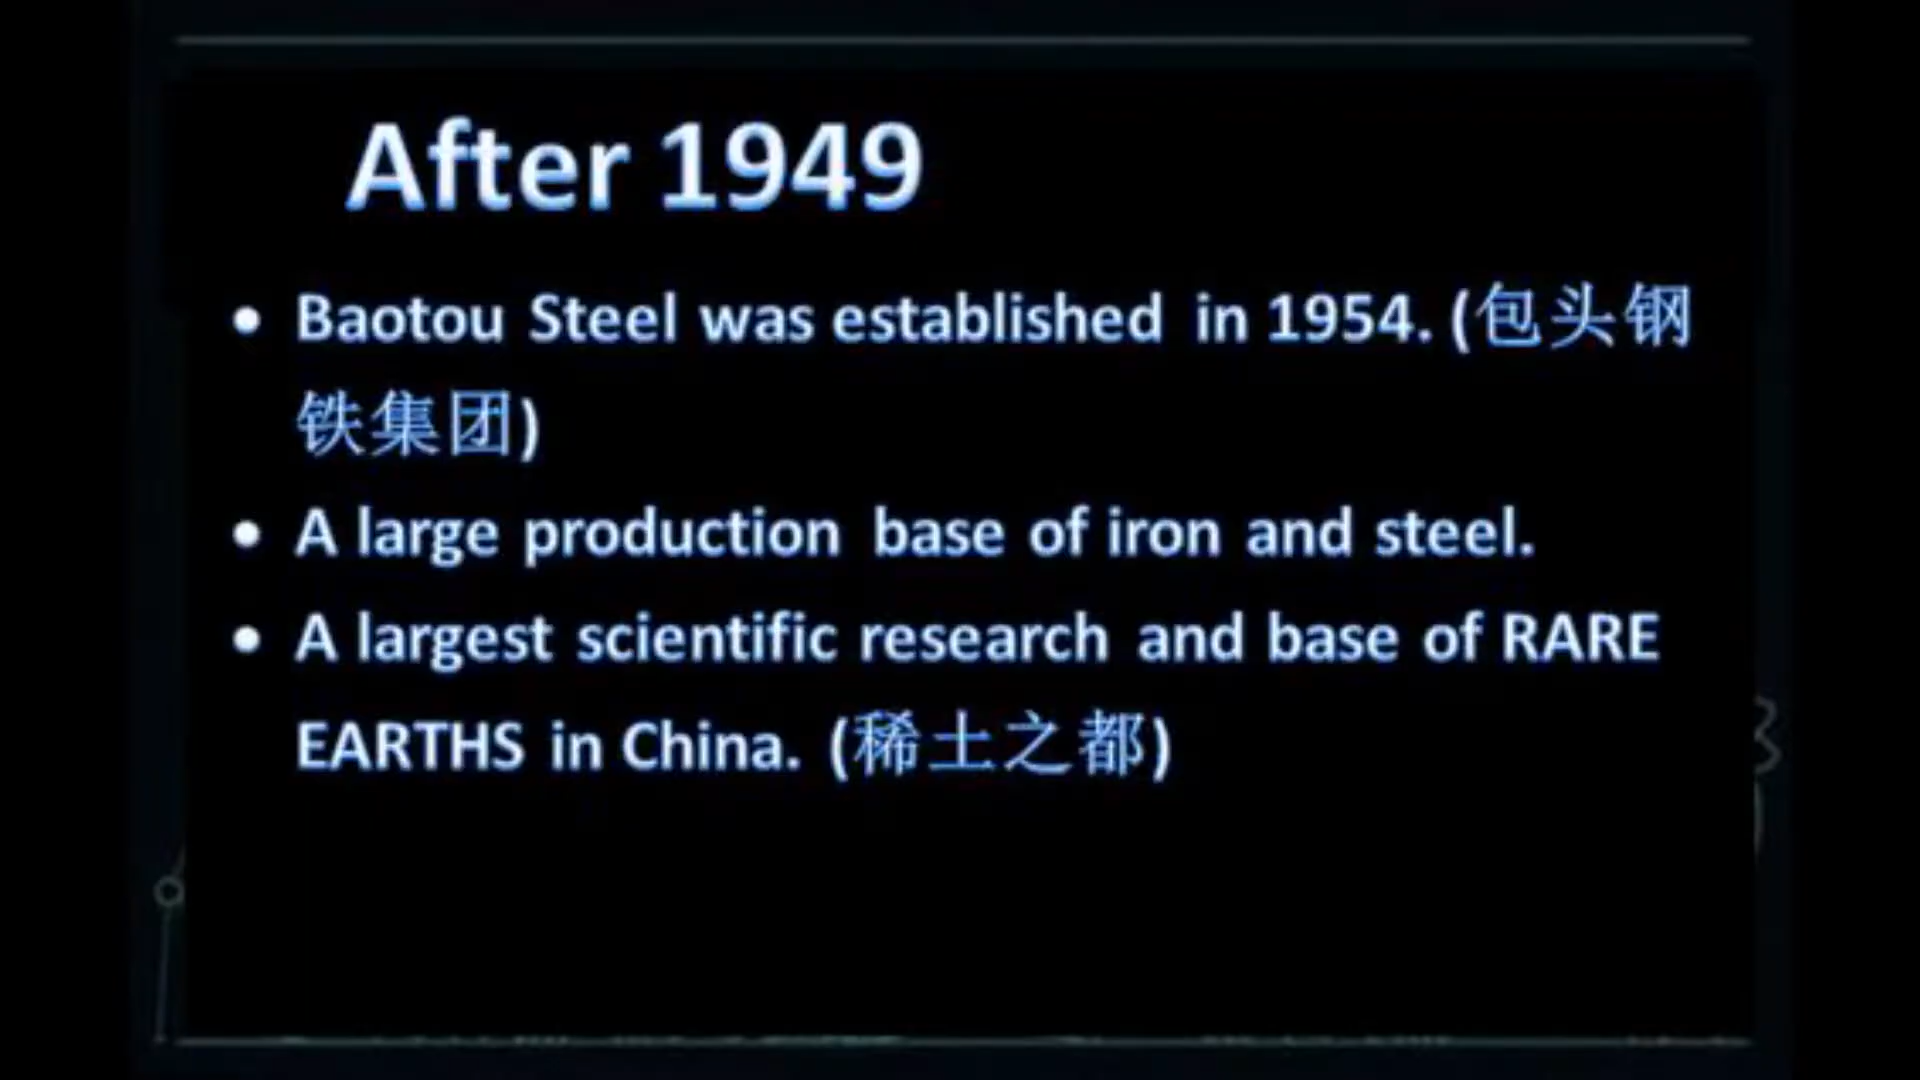 After 1949
• Baotou Steel was established in 1954. (包头钢
铁集团)
• A large production base of iron and steel.
• A largest scientific research and base of RARE
EARTHS in China. (稀土之都)